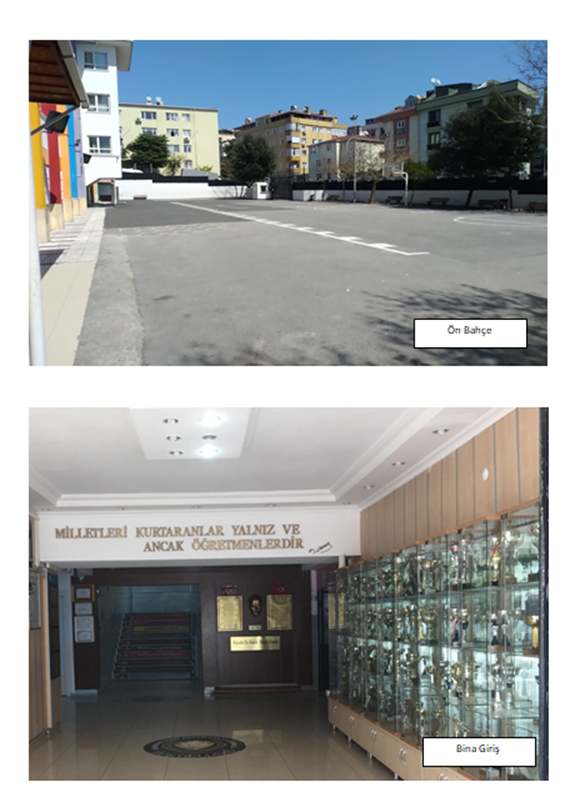 Ön Bahçe
MİLLETLERİ KURTARANLAR YALNIZ VE
ANCAK ÖĞRETMENLERDİR
Bina Giriş